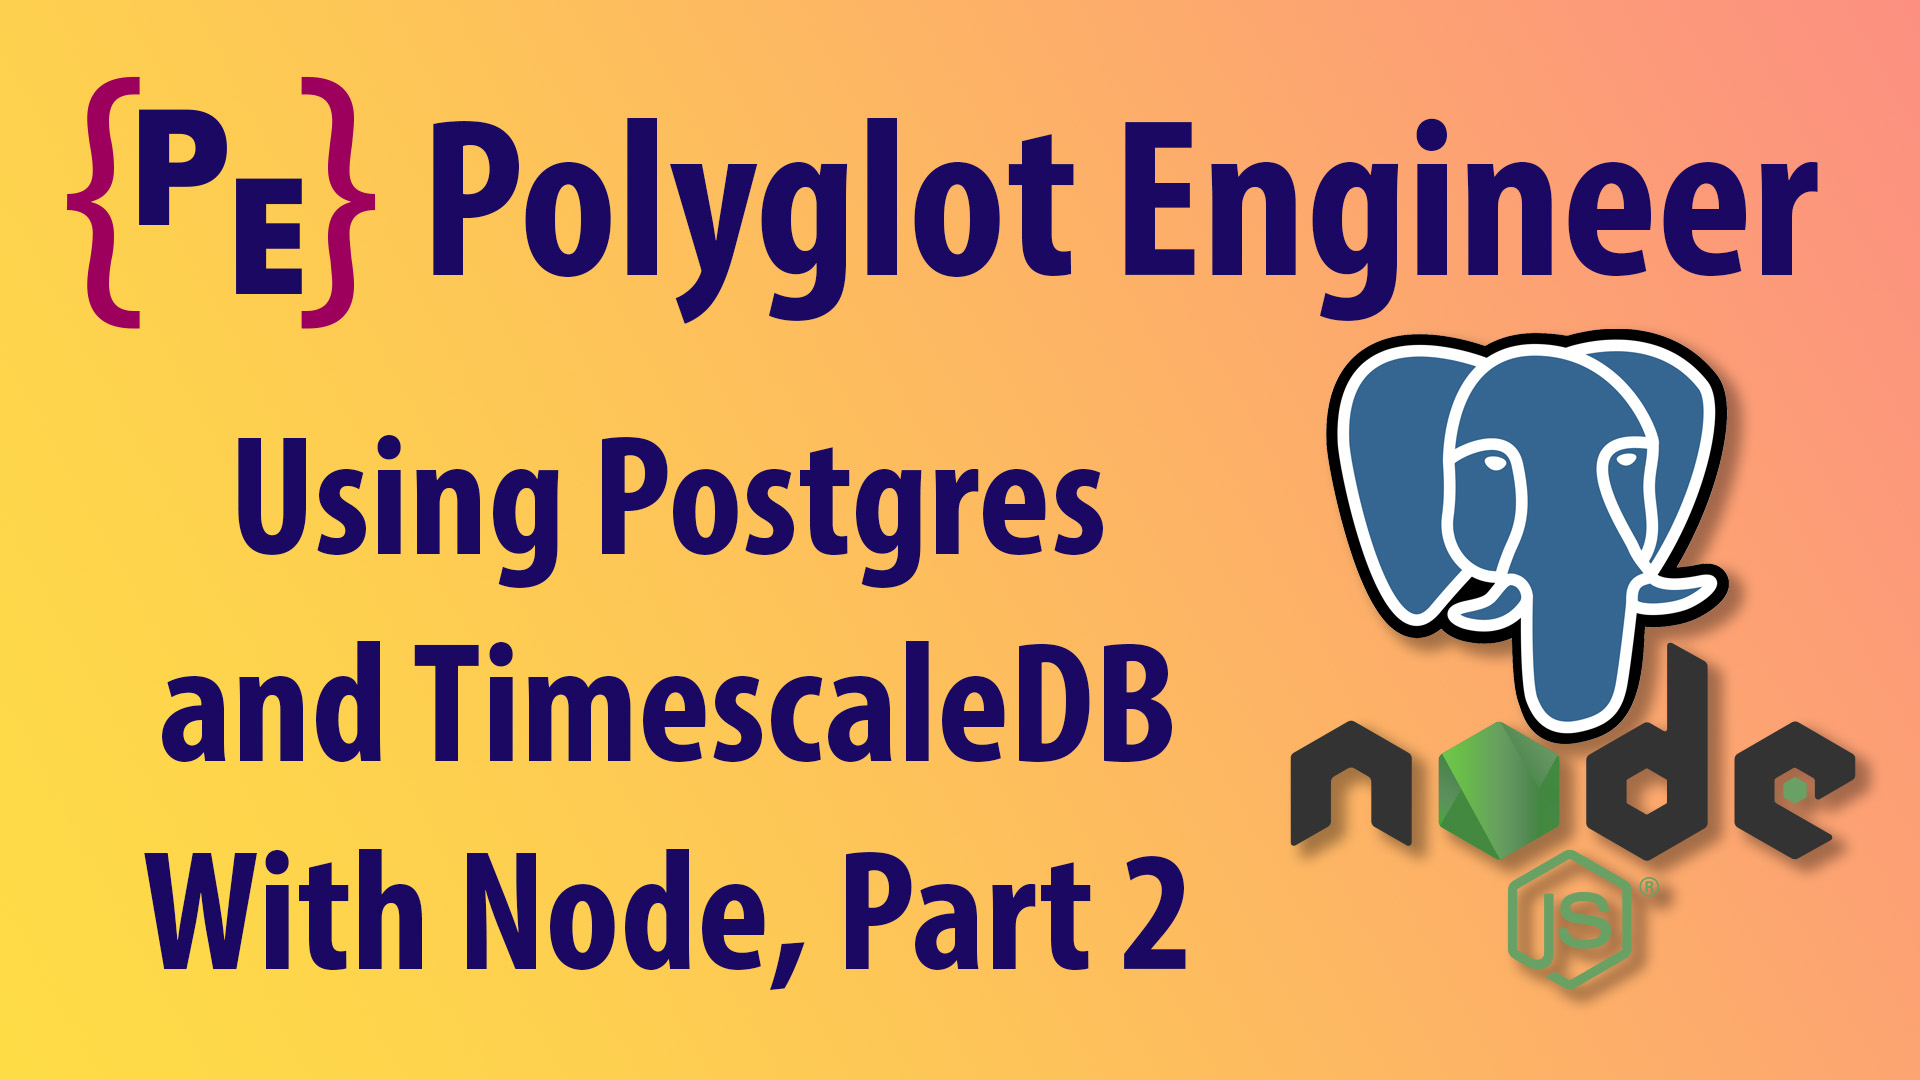 {PE} Polyglot Engineer
Using Postgres
and TimescaleDB
With Node, Part 2
node
JS®